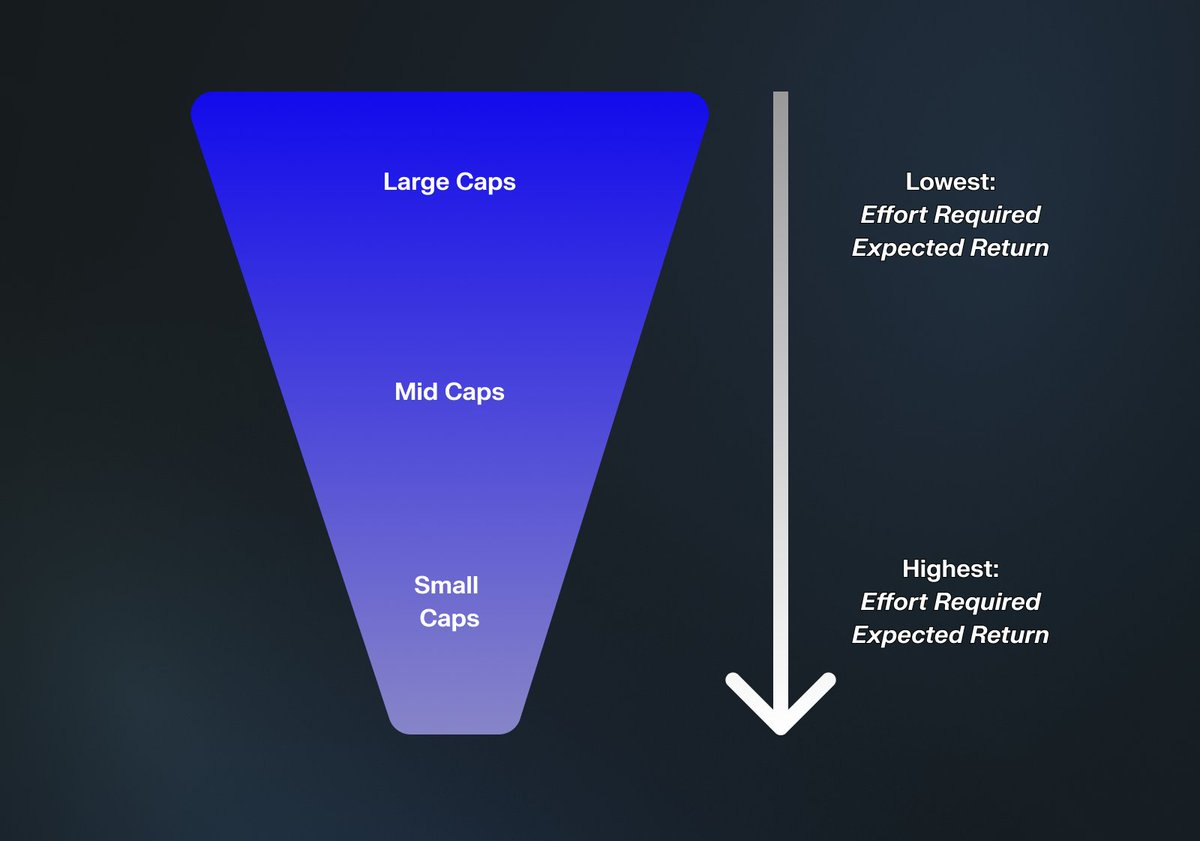 Large Caps
Lowest:
Effort Required
Expected Return
Mid Caps
Small
Caps
Highest:
Effort Required
Expected Return